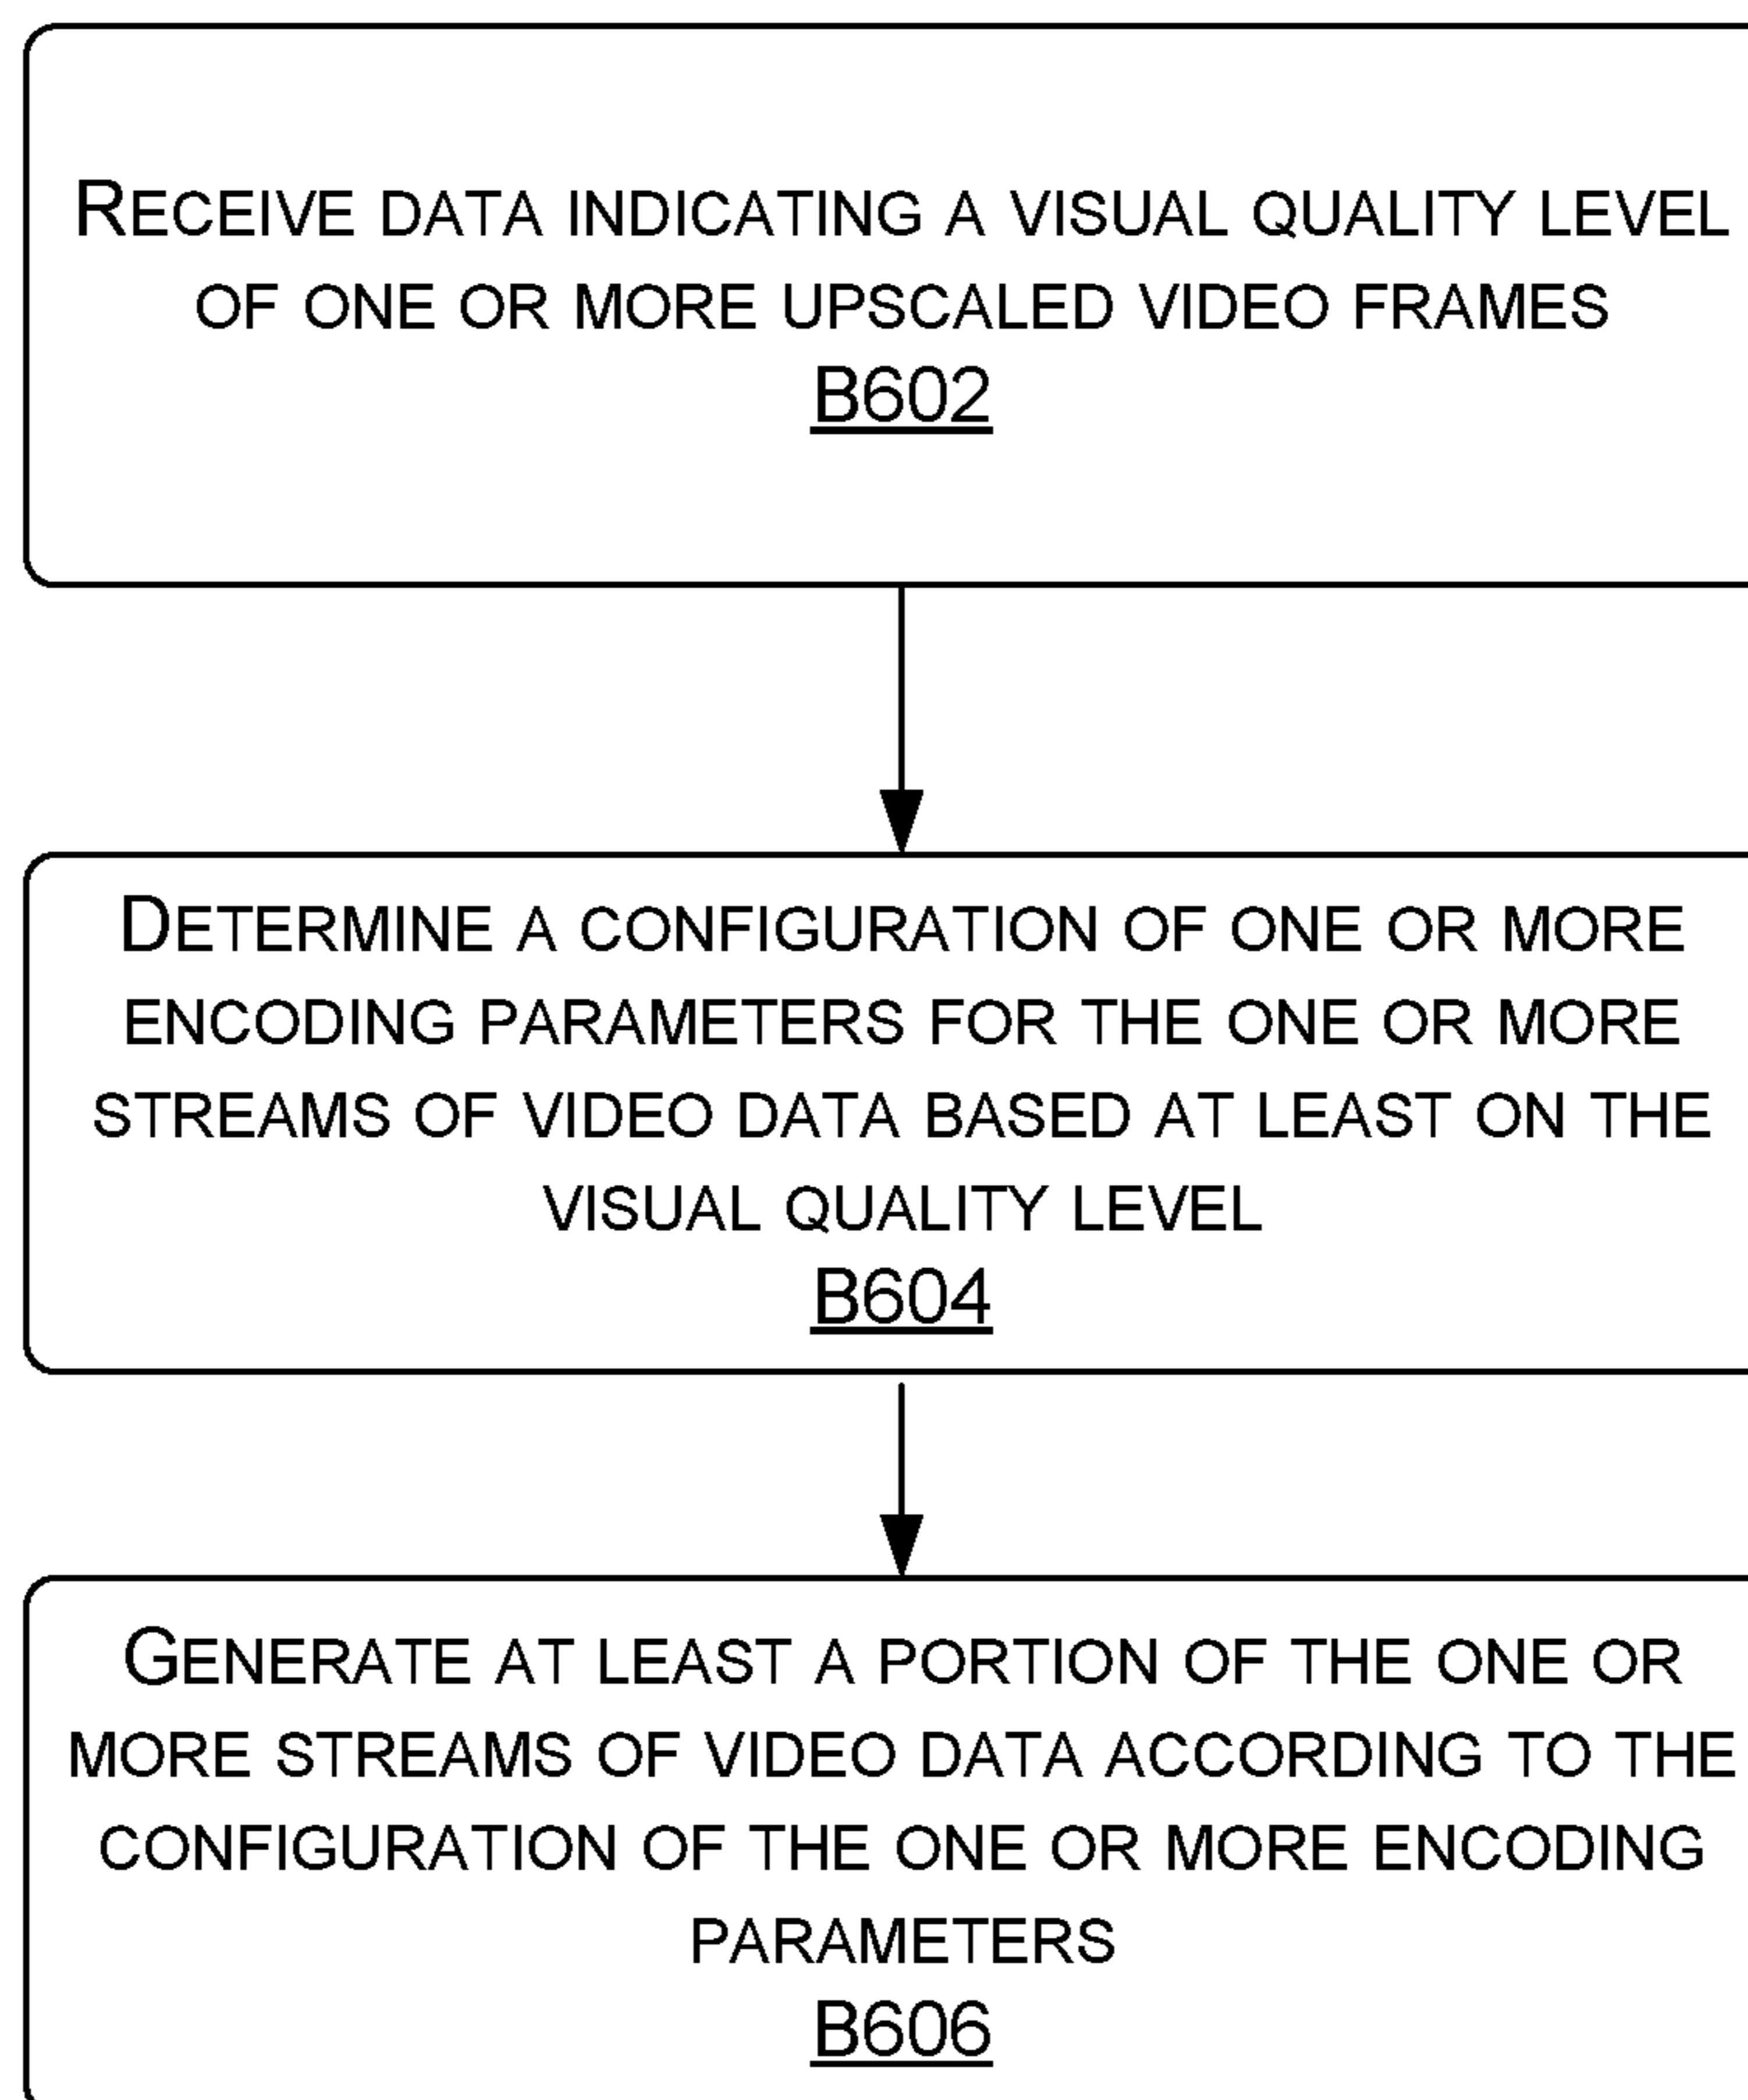 RECEIVE DATA INDICATING A VISUAL QUALITY LEVEL
OF ONE OR MORE UPSCALED VIDEO FRAMES
B602
DETERMINE A CONFIGURATION OF ONE OR MORE
ENCODING PARAMETERS FOR THE ONE OR MORE
STREAMS OF VIDEO DATA BASED AT LEAST ON THE
VISUAL QUALITY LEVEL
B604
GENERATE AT LEAST A PORTION OF THE ONE OR
MORE STREAMS OF VIDEO DATA ACCORDING TO THE
CONFIGURATION OF THE ONE OR MORE ENCODING
PARAMETERS
B606